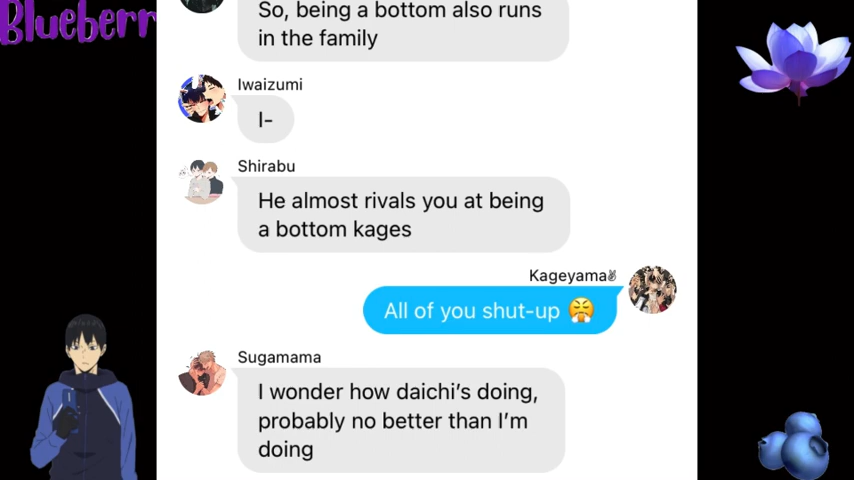 Blueberr
So, being a bottom also runs
in the family
Iwaizumi
I-
Shirabu
He almost rivals you at being
a bottom kages
Kageyama✌
All of you shut-up 😤
Sugamama
I wonder how daichi's doing,
probably no better than I'm
doing